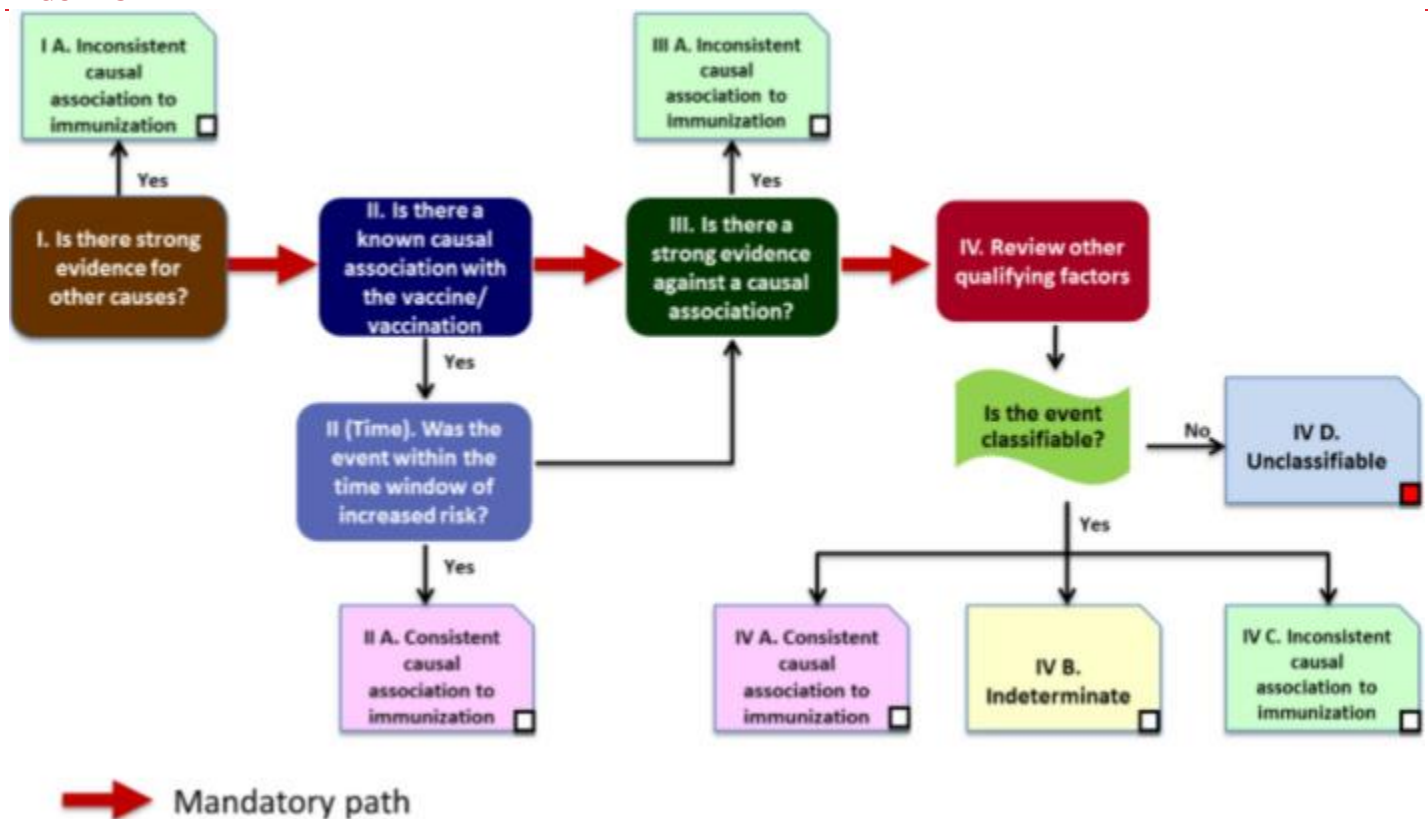 I A. Inconsistent
causal
association to
immunization
III A. Inconsistent
causal
association to
immunization
Yes
Yes
I. Is there strong
evidence for
other causes?
II. Is there a
known causal
association with
the vaccine/
vaccination
III. Is there a
strong evidence
against a causal
association?
IV. Review other
qualifying factors
Yes
II (Time). Was the
event within the
time window of
increased risk?
Is the event
classifiable?
No
IV D.
Unclassifiable
Yes
Yes
II A. Consistent
causal
association to
immunization
IV A. Consistent
causal
association to
immunization
IV B.
Indeterminate
IV C. Inconsistent
causal
association to
immunization
Mandatory path